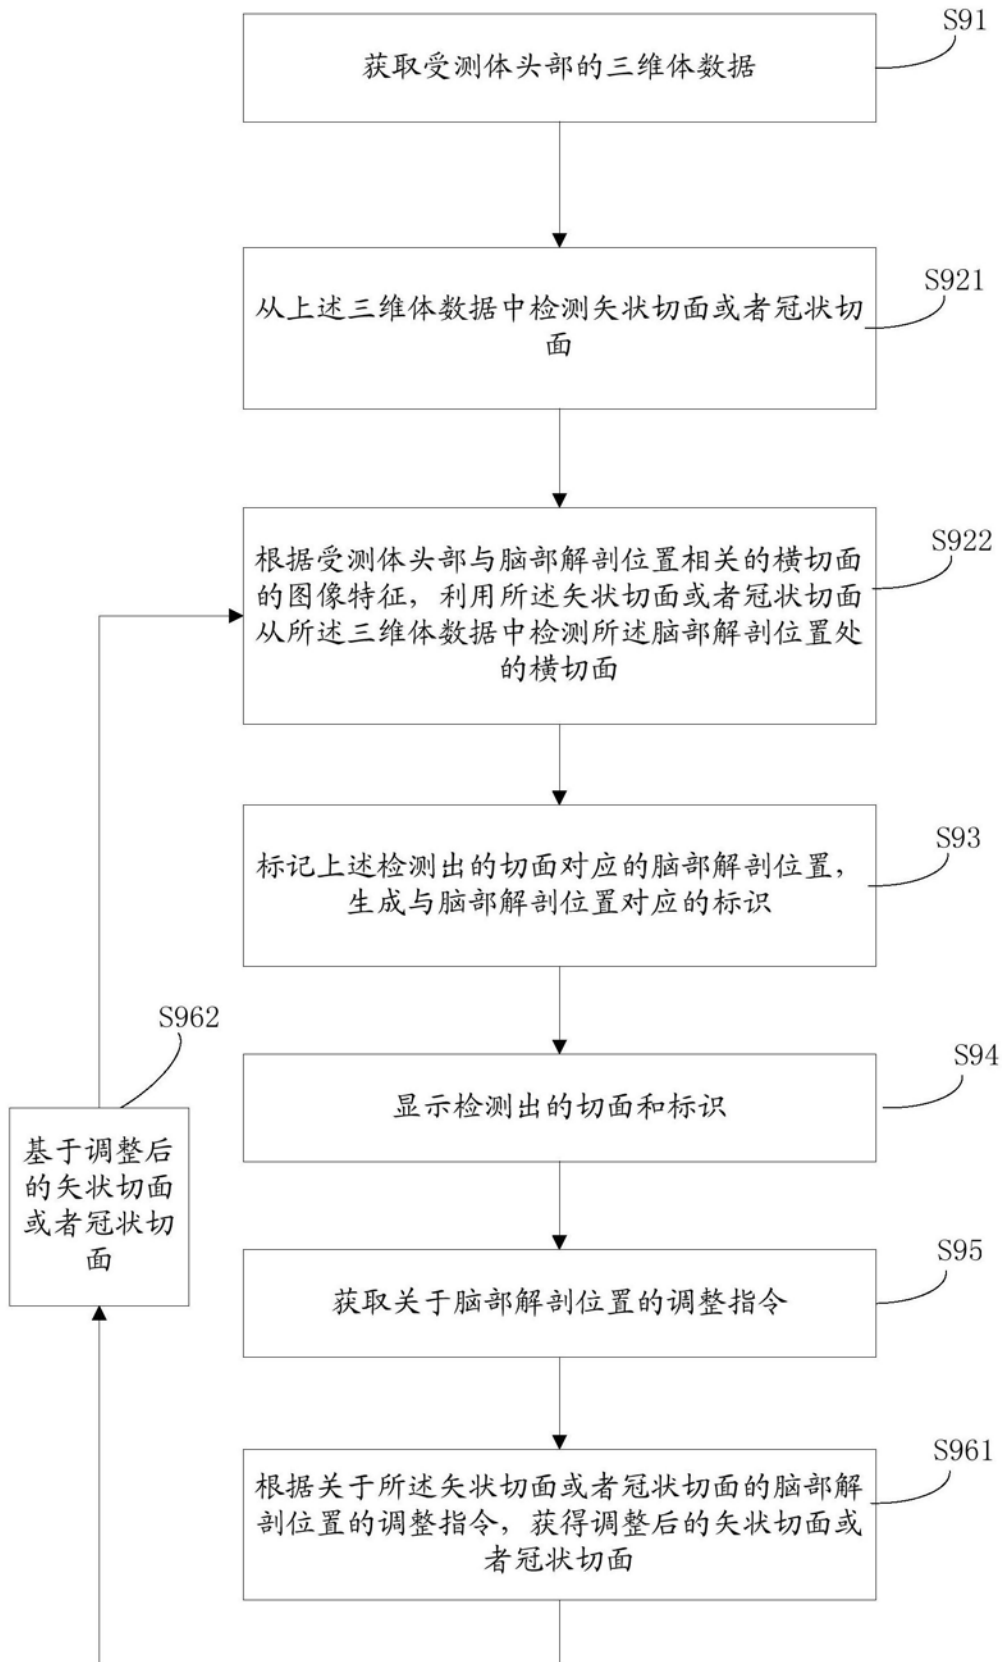 S91
获取受测体头部的三维体数据
S921
从上述三维体数据中检测矢状切面或者冠状切
面
S922
根据受测体头部与脑部解剖位置相关的横切面
的图像特征，利用所述矢状切面或者冠状切面
从所述三维体数据中检测所述脑部解剖位置处
的横切面
S93
标记上述检测出的切面对应的脑部解剖位置，
生成与脑部解剖位置对应的标识
S94
显示检测出的切面和标识
S95
获取关于脑部解剖位置的调整指令
S961
根据关于所述矢状切面或者冠状切面的脑部解
剖位置的调整指令，获得调整后的矢状切面或
者冠状切面
S962
基于调整后
的矢状切面
或者冠状切
面